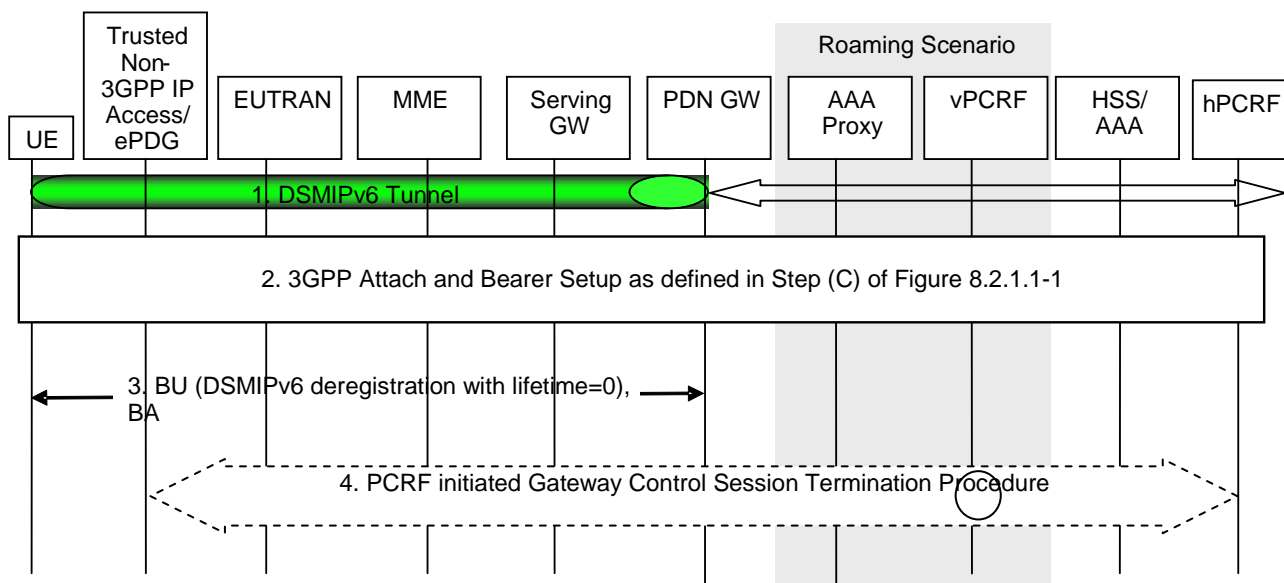 Trusted
Non-
3GPP IP
Access/
ePDG
Roaming Scenario
UE
EUTRAN
MME
Serving
GW
PDN GW
AAA
Proxy
vPCRF
HSS/
AAA
hPCRF
1. DSMIPv6 Tunnel
2. 3GPP Attach and Bearer Setup as defined in Step (C) of Figure 8.2.1.1-1
3. BU (DSMIPv6 deregistration with lifetime=0),
BA
4. PCRF initiated Gateway Control Session Termination Procedure